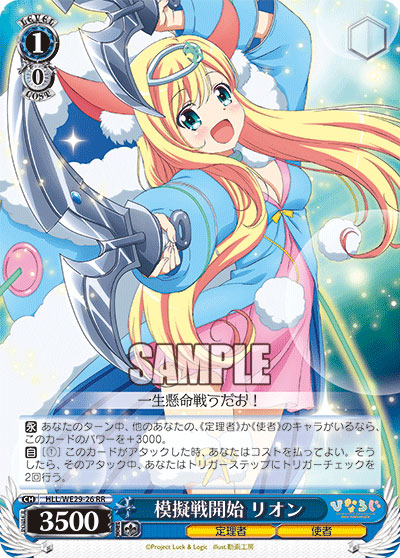 LEVEL
1
0
COST
SAMPLE
一生懸命戦うだお!
永 あなたのターン中、他のあなたの、《定理者》か《使者》のキャラがいるなら、
このカードのパワーを+3000。
自 [①] このカードがアタックした時、あなたはコストを払ってよい。そう
したら、そのアタック中、あなたはトリガーステップにトリガーチェックを
2回行う。
CH HLL/WE29-26 RR
POWER
3500
模擬戦開始 リオン
ひなろじ
定理者 使者
©Project Luck & Logic illust.動画工房